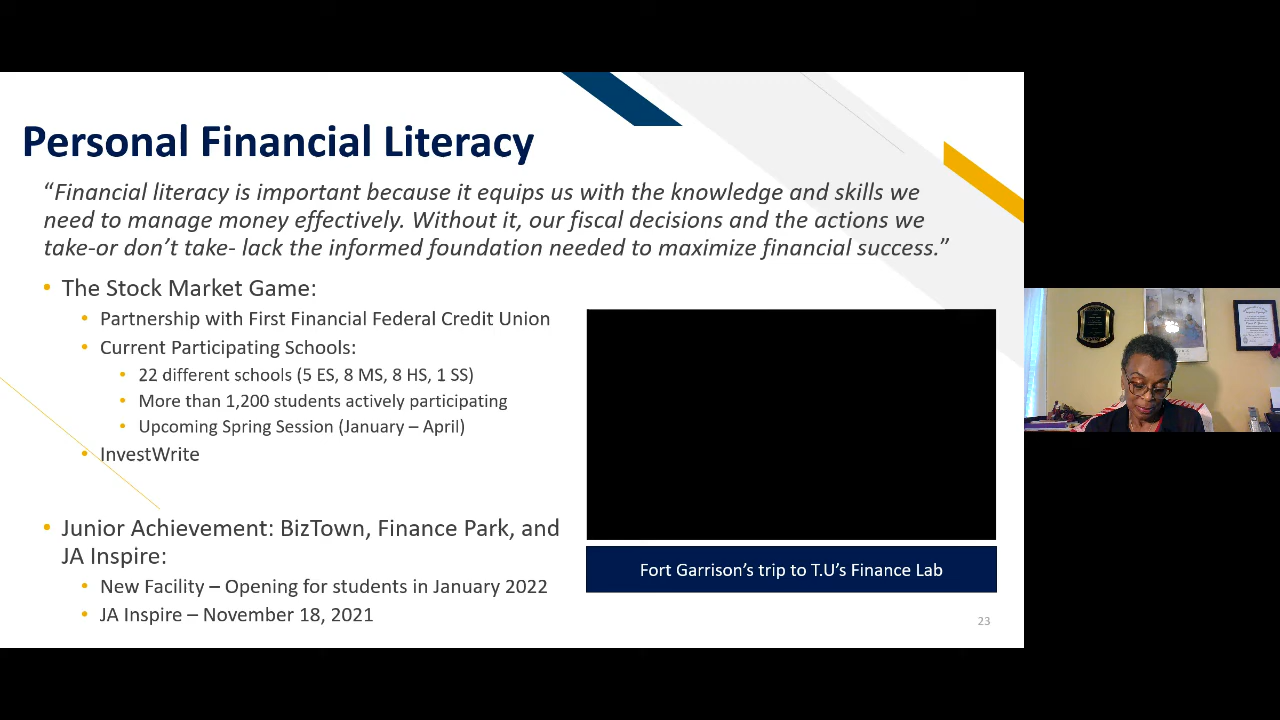 Personal Financial Literacy
“Financial literacy is important because it equips us with the knowledge and skills we
need to manage money effectively. Without it, our fiscal decisions and the actions we
take-or don’t take- lack the informed foundation needed to maximize financial success.”
• The Stock Market Game:
• Partnership with First Financial Federal Credit Union
• Current Participating Schools:
• 22 different schools (5 ES, 8 MS, 8 HS, 1 SS)
• More than 1,200 students actively participating
• Upcoming Spring Session (January – April)
• InvestWrite
• Junior Achievement: BizTown, Finance Park, and
JA Inspire:
• New Facility – Opening for students in January 2022
• JA Inspire – November 18, 2021
Fort Garrison’s trip to T.U’s Finance Lab
23